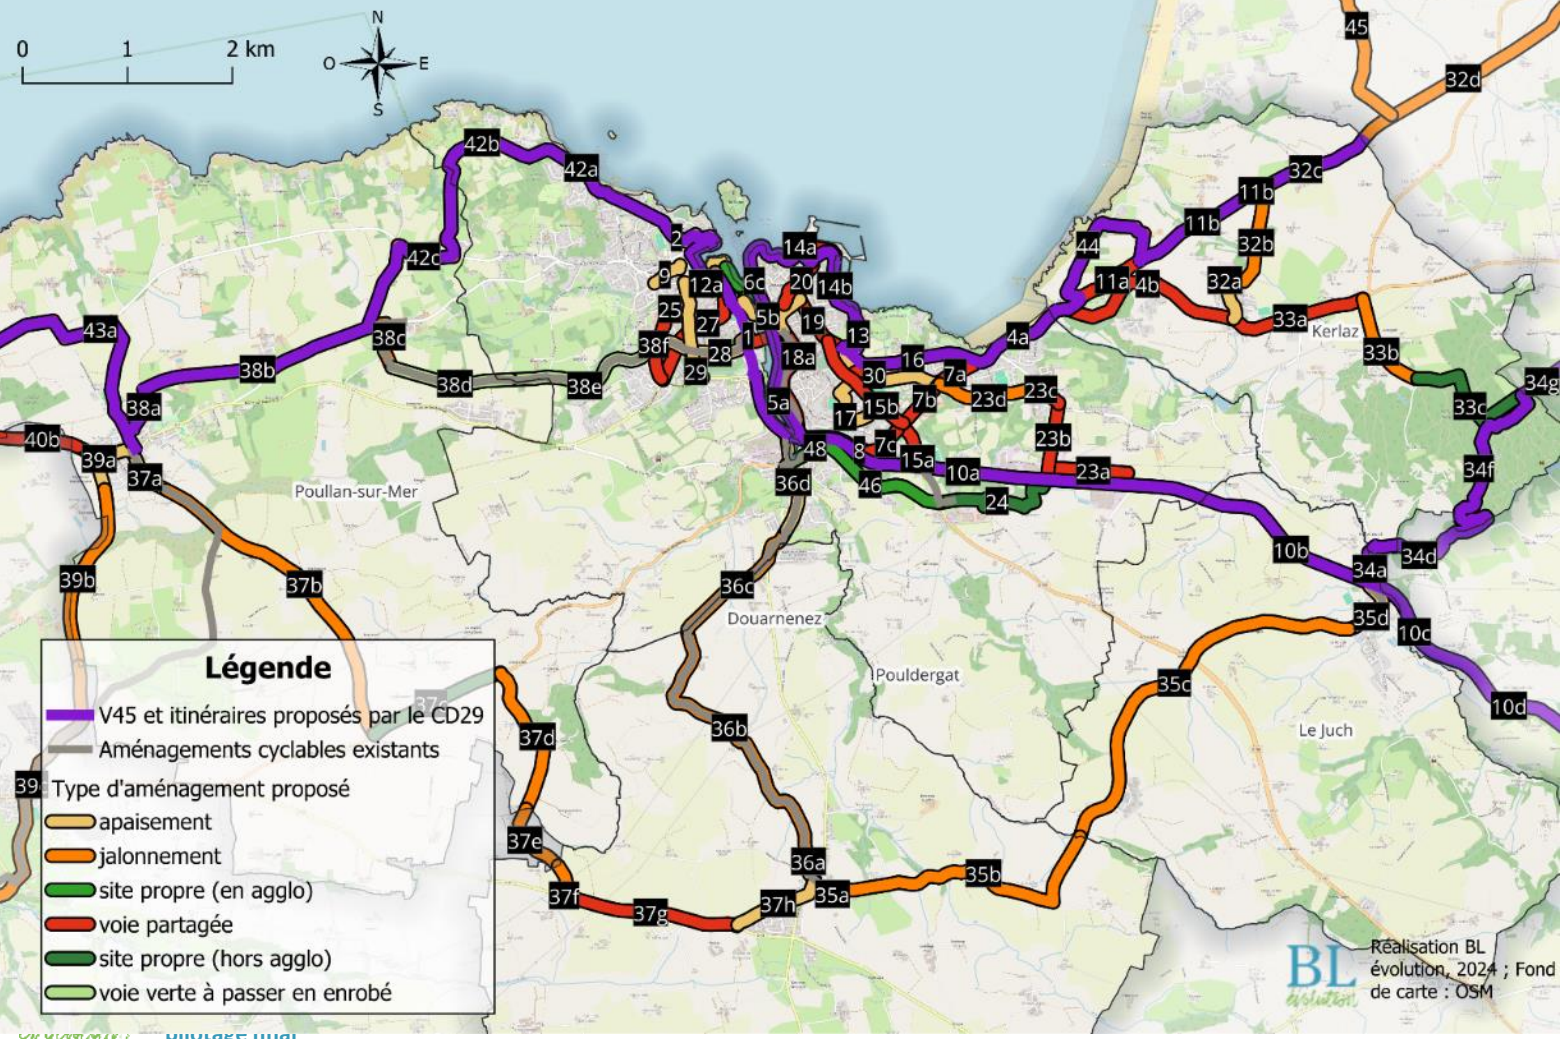 N
0 1 2 km
O E
S
45
32d
42b
42a
32c
11b
11b
32b
44
2
14a
42c
9
12a
6c
20
14b
11a
4b
32a
25
27
5b
19
33a
Kerlaz
43a
38c
38f
28
1
13
4a
33b
38b
18a
16
29
30
7a
38d
38e
34g
38a
5a
17
15b
7b
23d
23c
33c
40b
39a
48
8
7c
15a
23b
37a
36d
46
10a
23a
34f
Poullan-sur-Mer
24
39b
37b
36c
10b
34a
34d
Douarnenez
35d
10c
Pouldergat
35c
37c
10d
36b
Le Juch
37d
39
37e
36a
37f
37g
37h
35a
35b
Légende
V45 et itinéraires proposés par le CD29
Aménagements cyclables existants
Type d'aménagement proposé
apaisement
jalonnement
site propre (en agglo)
voie partagée
site propre (hors agglo)
voie verte à passer en enrobé
BL
évolution
Réalisation BL
évolution, 2024 ; Fond
de carte : OSM